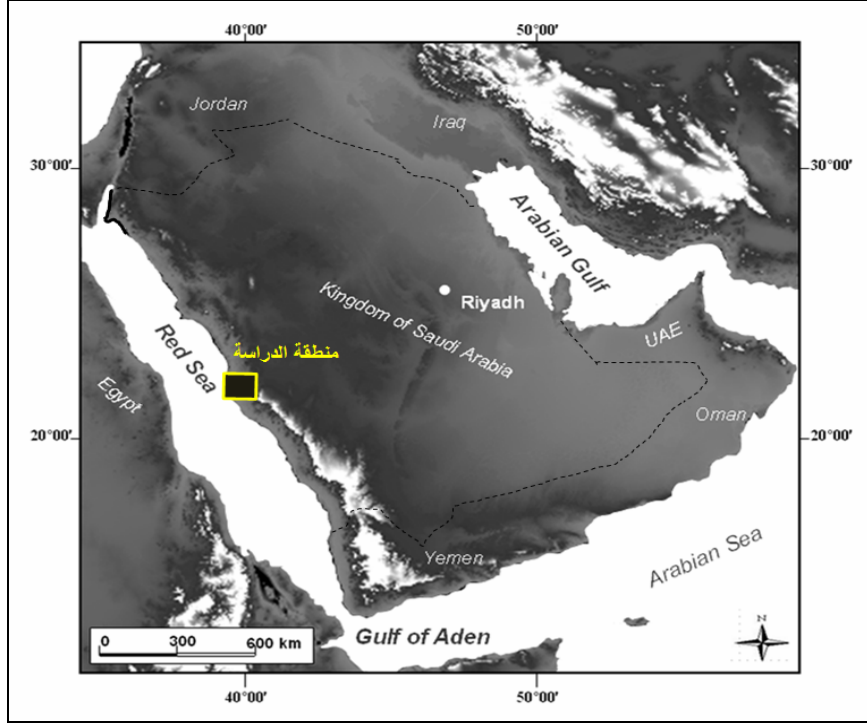 40°00′ 50°00′
Jordan
Iraq
30°00′ 30°00′
Arabian Gulf
Riyadh
Kingdom of Saudi Arabia
Red Sea
منطقة الدراسة
UAE
Egypt
Oman
20°00′ 20°00′
Yemen
Arabian Sea
N
0 300 600 km
Gulf of Aden
40°00′ 50°00′